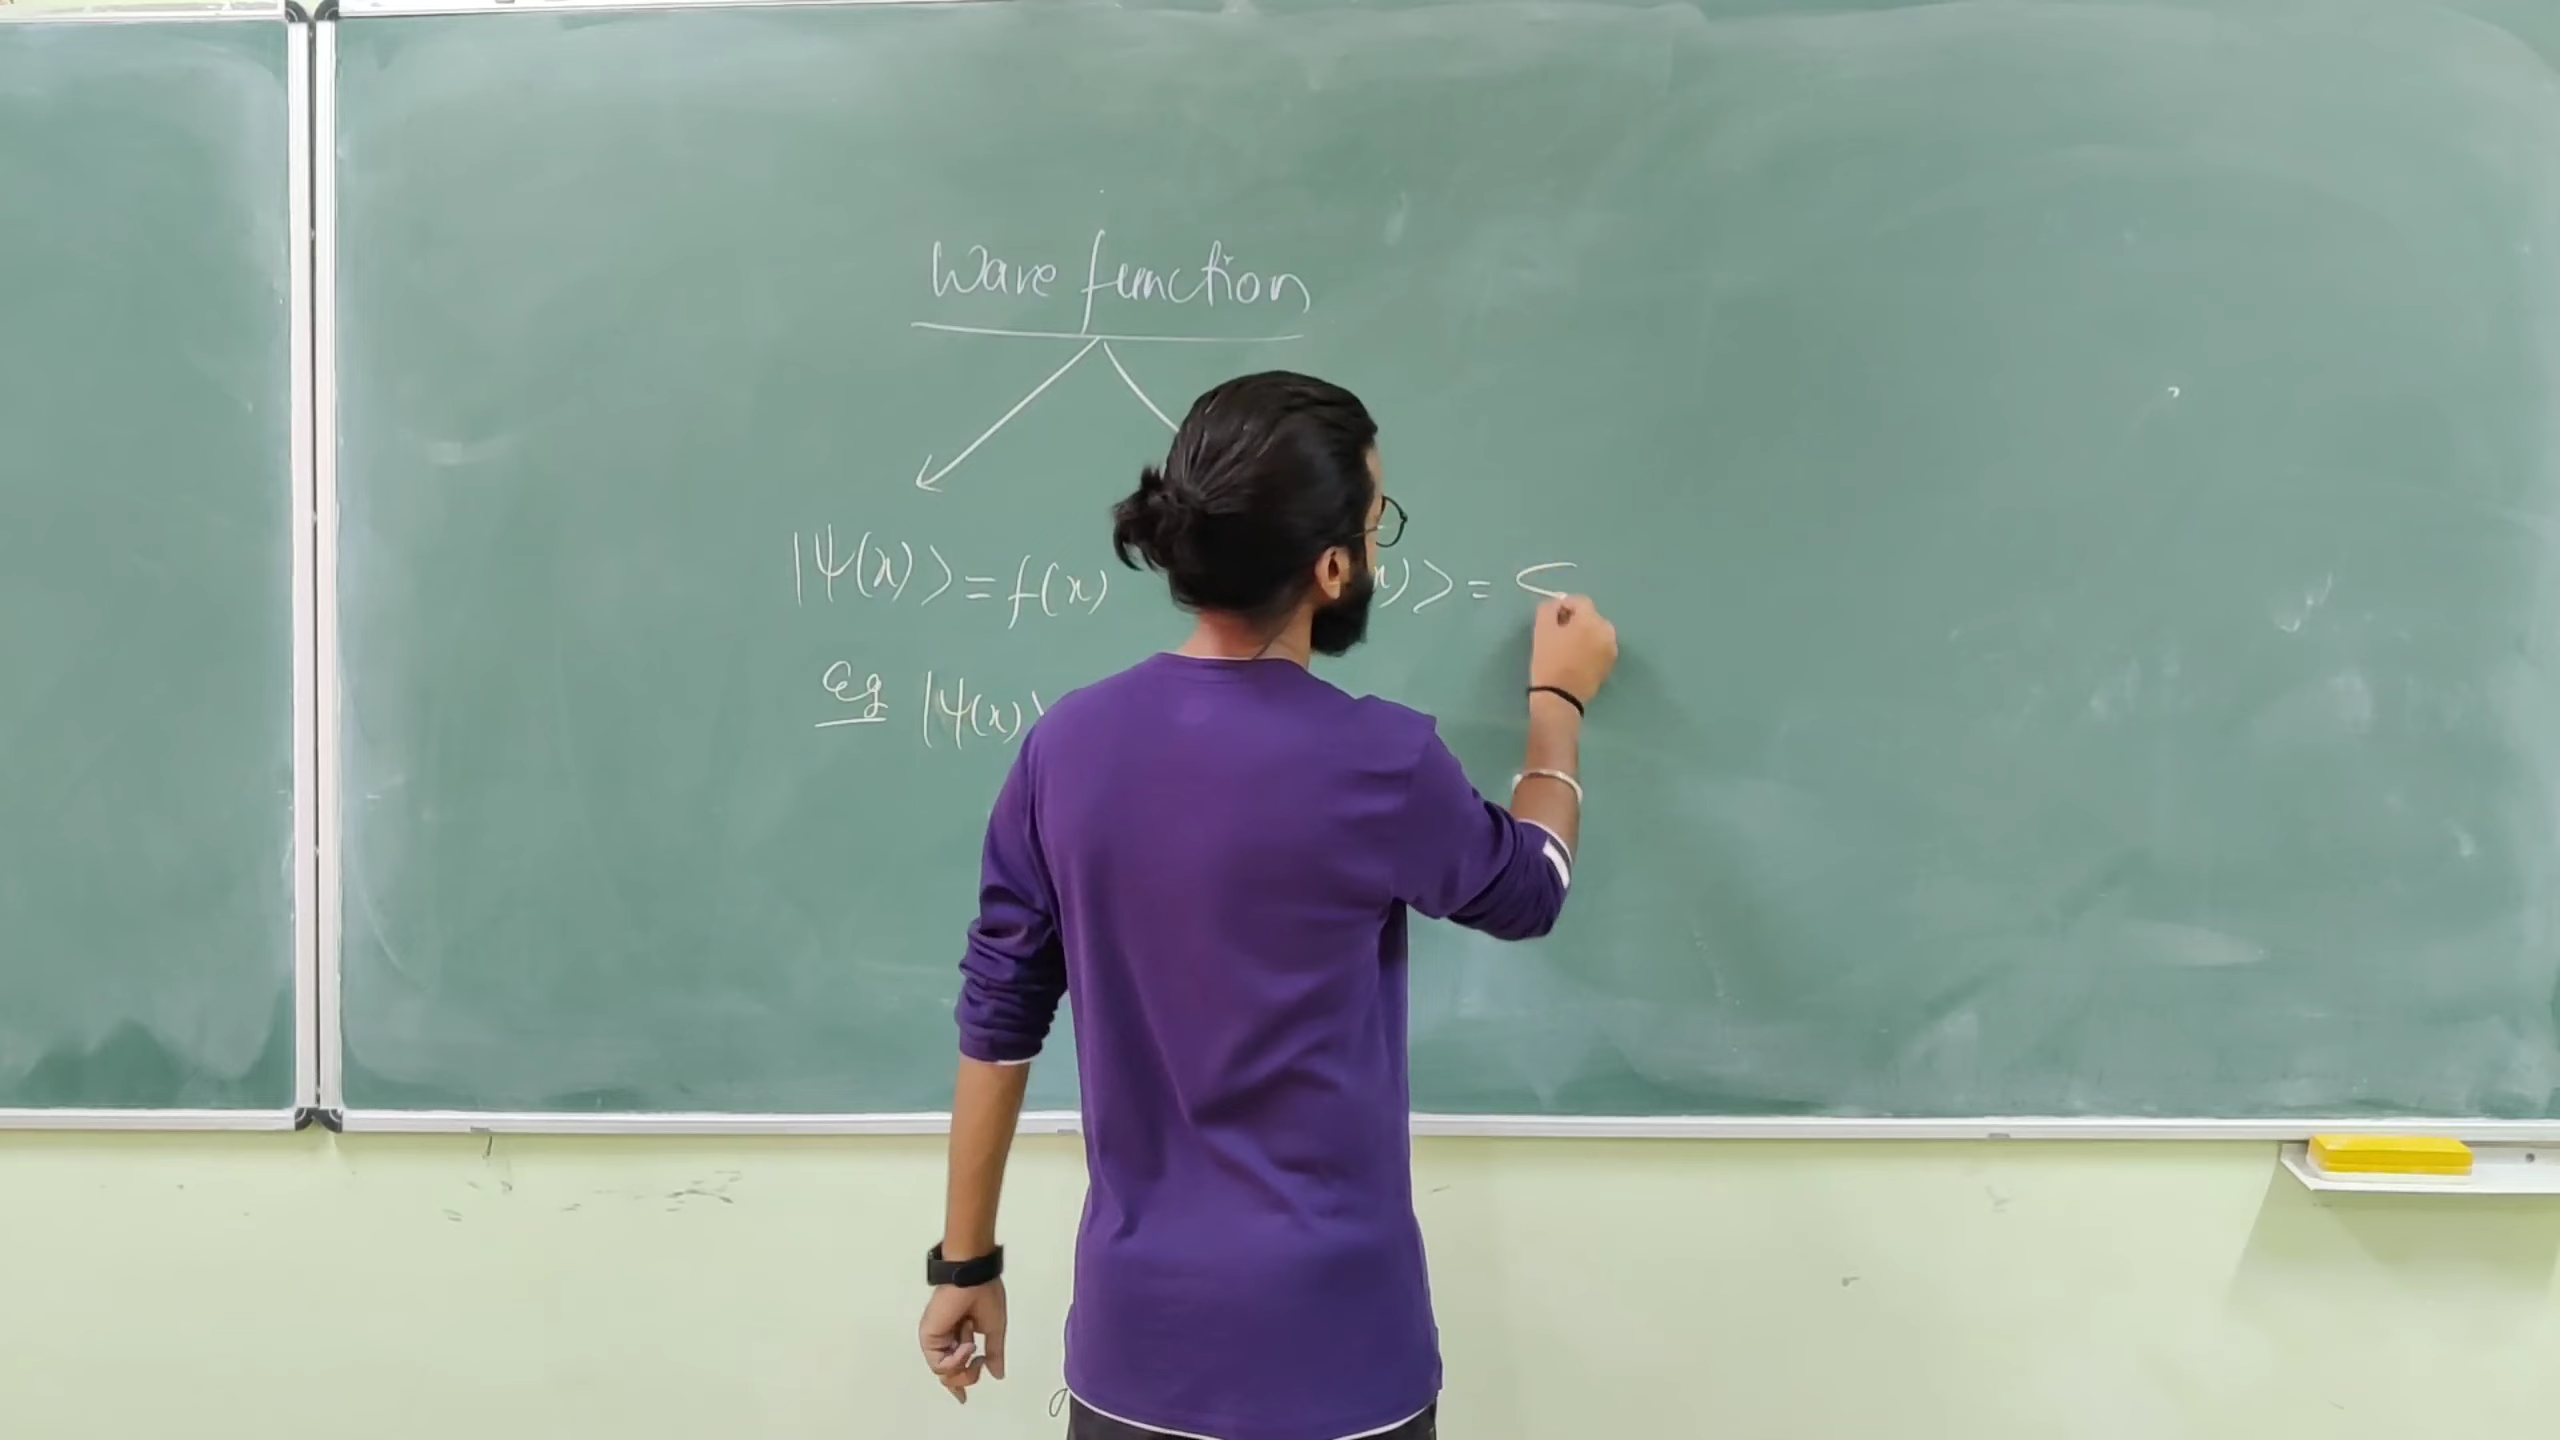 Wave function
|ψ(x)⟩ = f(x) x)⟩ =
Eg |ψ(x)⟩